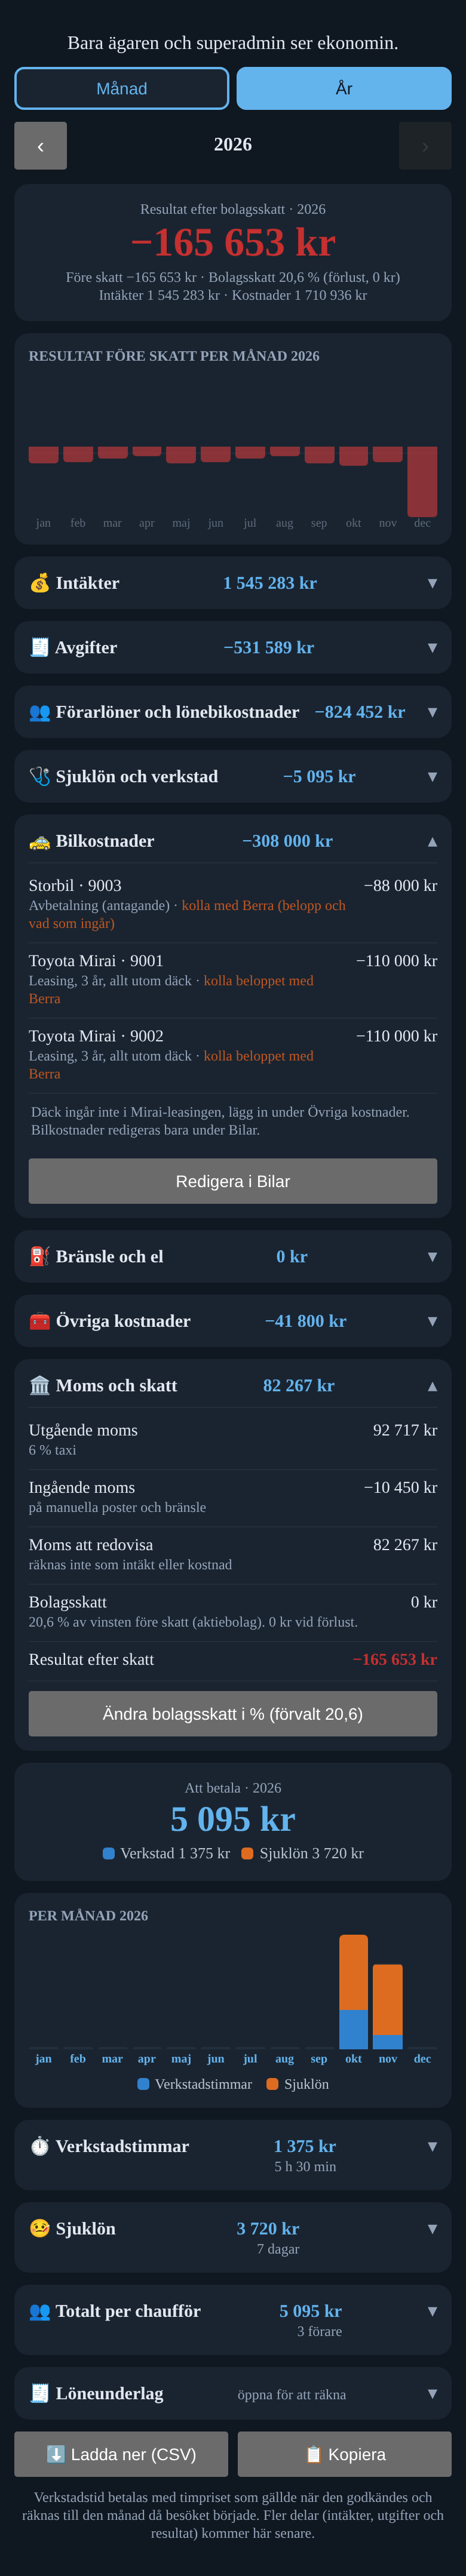 Bara ägaren och superadmin ser ekonomin.
Månad
År
‹
2026
›
Resultat efter bolagsskatt · 2026
−165 653 kr
Före skatt −165 653 kr · Bolagsskatt 20,6 % (förlust, 0 kr)
Intäkter 1 545 283 kr · Kostnader 1 710 936 kr
RESULTAT FÖRE SKATT PER MÅNAD 2026
jan feb mar apr maj jun jul aug sep okt nov dec
💰 Intäkter 1 545 283 kr ▼
🧾 Avgifter −531 589 kr ▼
👥 Förarlöner och lönebikostnader −824 452 kr ▼
🩺 Sjuklön och verkstad −5 095 kr ▼
🚕 Bilkostnader −308 000 kr ▲
Storbil · 9003 −88 000 kr
Avbetalning (antagande) · kolla med Berra (belopp och
vad som ingår)
Toyota Mirai · 9001 −110 000 kr
Leasing, 3 år, allt utom däck · kolla beloppet med
Berra
Toyota Mirai · 9002 −110 000 kr
Leasing, 3 år, allt utom däck · kolla beloppet med
Berra
Däck ingår inte i Mirai-leasingen, lägg in under Övriga kostnader.
Bilkostnader redigeras bara under Bilar.
Redigera i Bilar
⛽ Bränsle och el 0 kr ▼
🧰 Övriga kostnader −41 800 kr ▼
🏛️ Moms och skatt 82 267 kr ▲
Utgående moms 92 717 kr
6 % taxi
Ingående moms −10 450 kr
på manuella poster och bränsle
Moms att redovisa 82 267 kr
räknas inte som intäkt eller kostnad
Bolagsskatt 0 kr
20,6 % av vinsten före skatt (aktiebolag). 0 kr vid förlust.
Resultat efter skatt −165 653 kr
Ändra bolagsskatt i % (förvalt 20,6)
Att betala · 2026
5 095 kr
Verkstad 1 375 kr Sjuklön 3 720 kr
PER MÅNAD 2026
jan feb mar apr maj jun jul aug sep okt nov dec
Verkstadstimmar Sjuklön
⏱️ Verkstadstimmar 1 375 kr ▼
5 h 30 min
🤒 Sjuklön 3 720 kr ▼
7 dagar
👥 Totalt per chaufför 5 095 kr ▼
3 förare
🧾 Löneunderlag öppna för att räkna ▼
⬇️ Ladda ner (CSV)
📋 Kopiera
Verkstadstid betalas med timpriset som gällde när den godkändes och
räknas till den månad då besöket började. Fler delar (intäkter, utgifter och
resultat) kommer här senare.